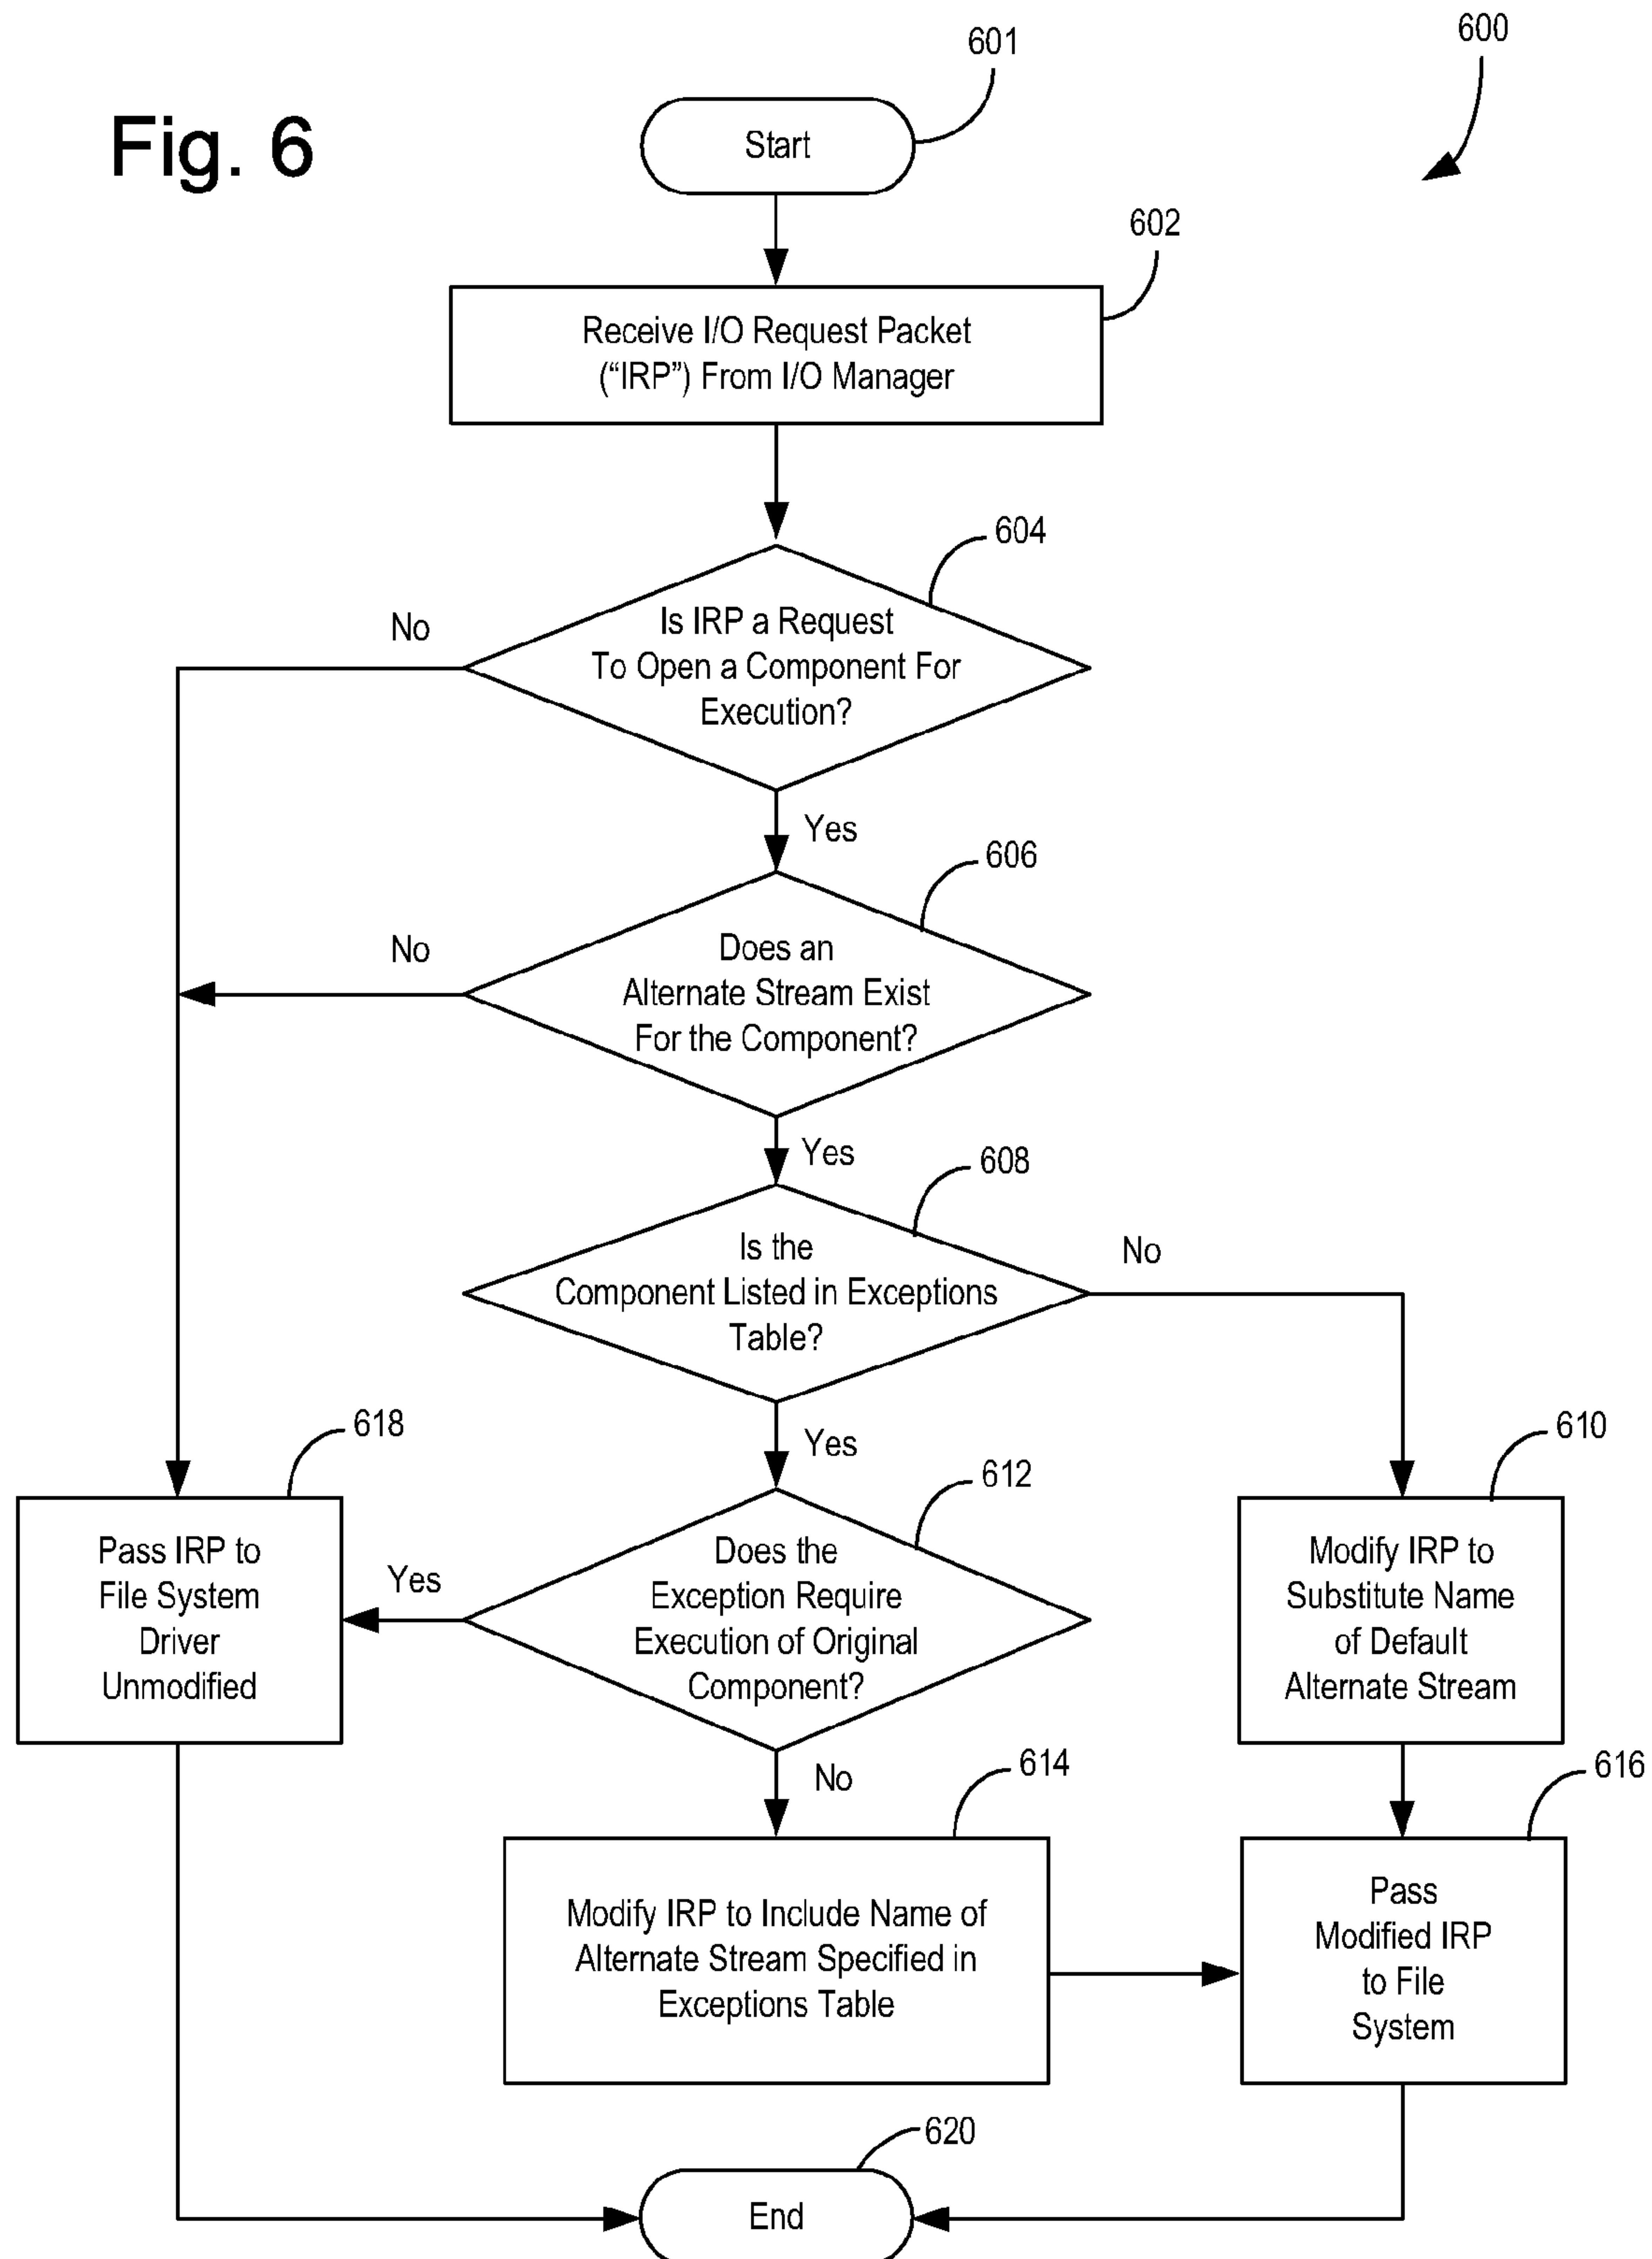 600
601
Fig. 6
Start
602
Receive I/O Request Packet
(“IRP”) From I/O Manager
604
No
Is IRP a Request
To Open a Component For
Execution?
Yes
606
No
Does an
Alternate Stream Exist
For the Component?
Yes
608
Is the
Component Listed in Exceptions
Table?
No
618
Yes
610
612
Pass IRP to
File System
Driver
Unmodified
Yes
Does the
Exception Require
Execution of Original
Component?
Modify IRP to
Substitute Name
of Default
Alternate Stream
No
614
616
Modify IRP to Include Name of
Alternate Stream Specified in
Exceptions Table
Pass
Modified IRP
to File
System
620
End